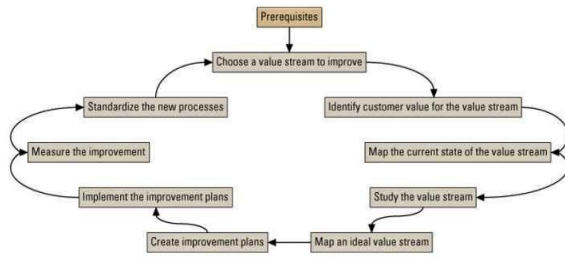 Prerequisites
Choose a value stream to improve
Identify customer value for the value stream
Map the current state of the value stream
Study the value stream
Map an ideal value stream
Create improvement plans
Implement the improvement plans
Measure the improvement
Standardize the new processes